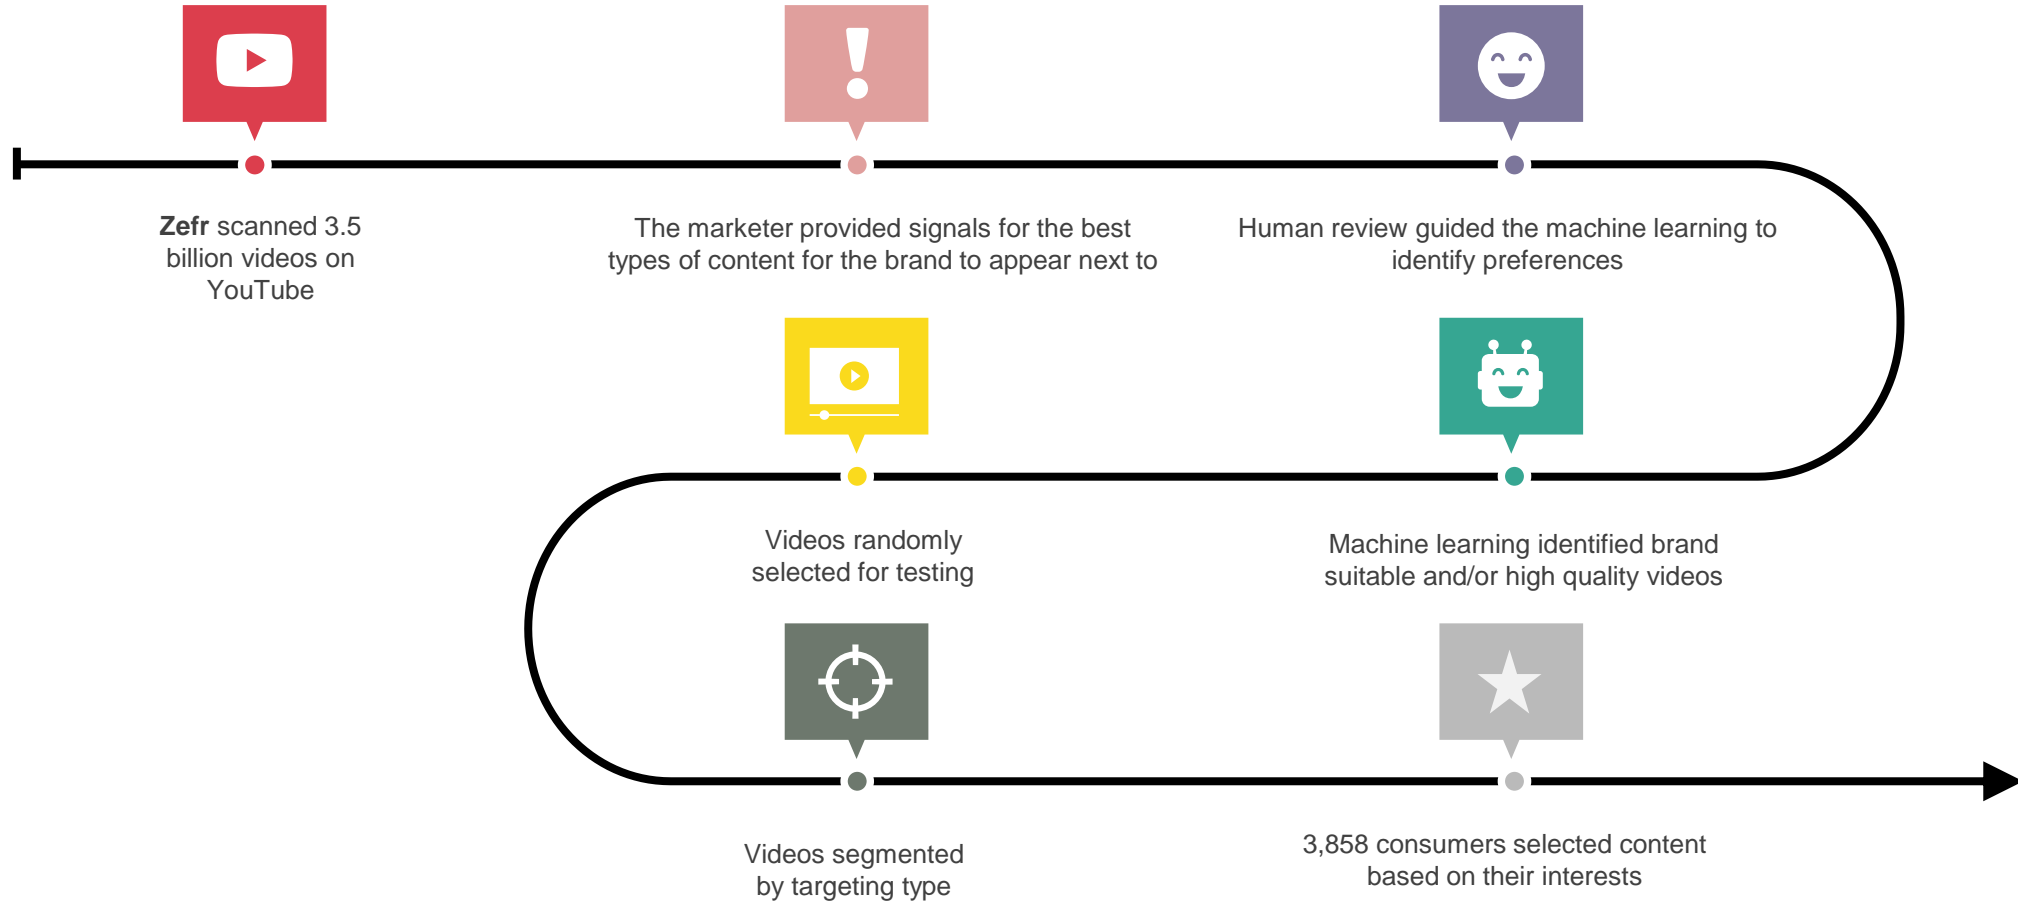 Zefr scanned 3.5
billion videos on
YouTube
The marketer provided signals for the best
types of content for the brand to appear next to
Human review guided the machine learning to
identify preferences
Machine learning identified brand
suitable and/or high quality videos
Videos randomly
selected for testing
Videos segmented
by targeting type
3,858 consumers selected content
based on their interests